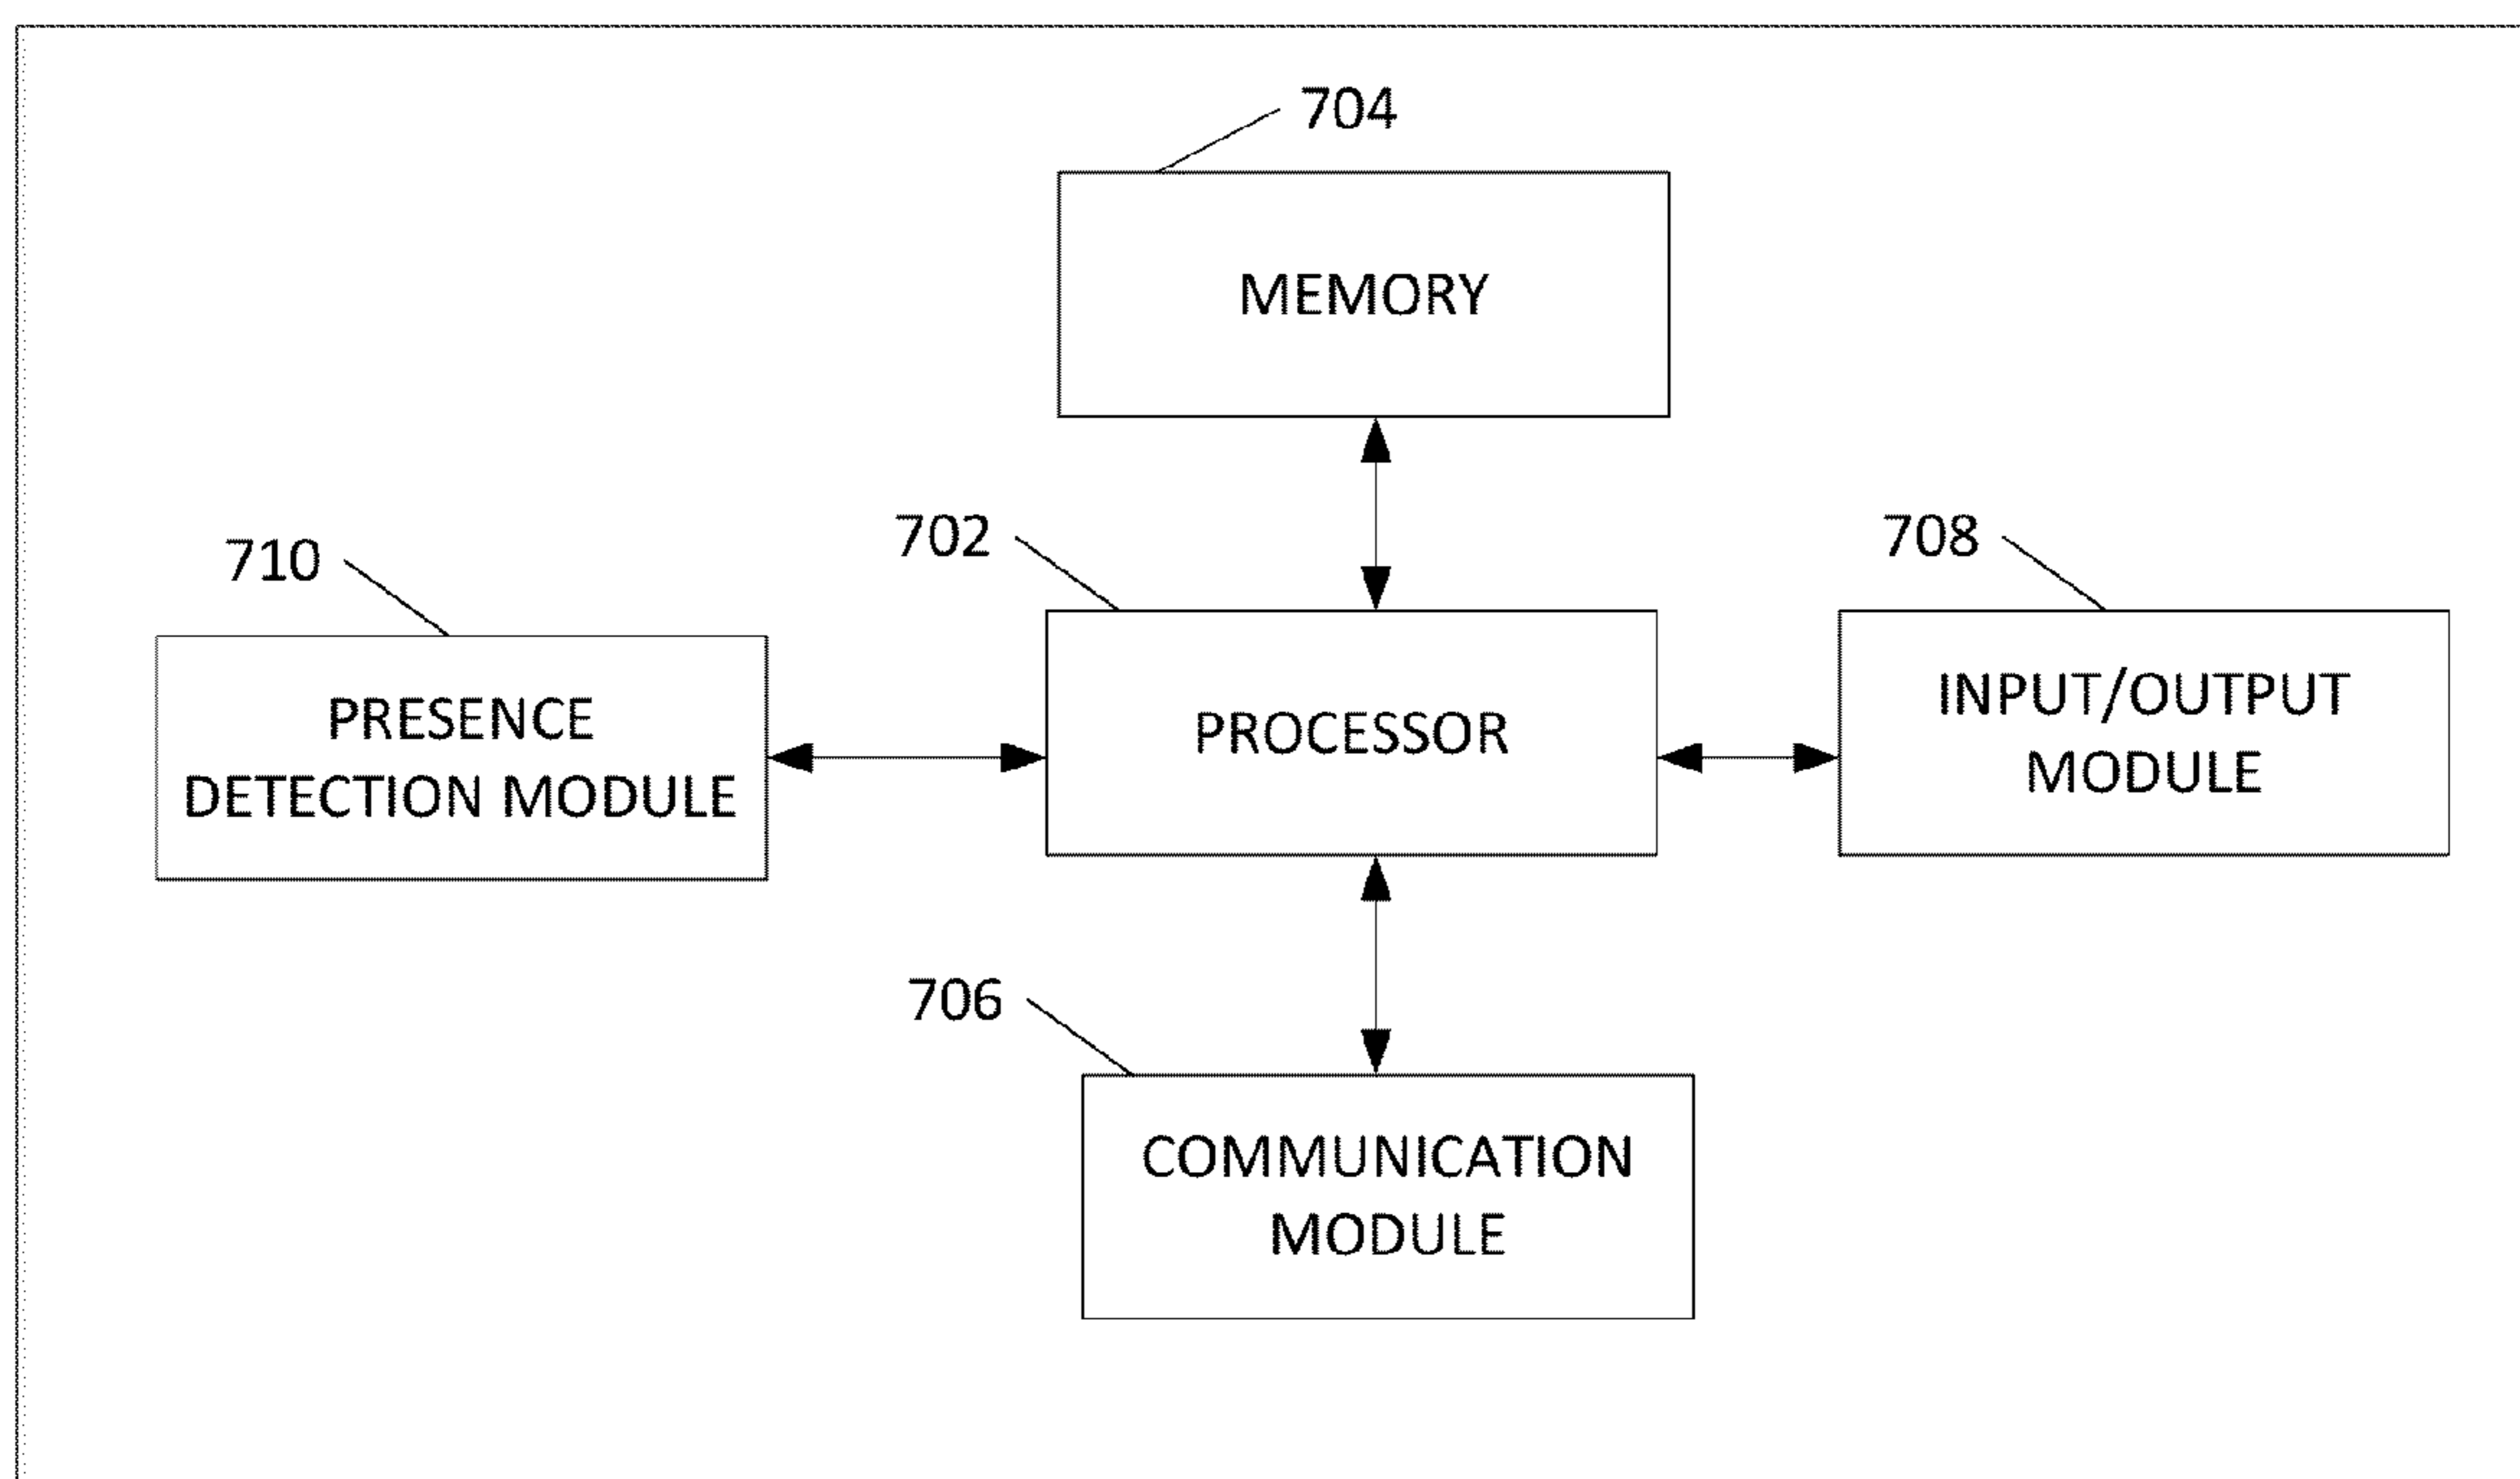 704
MEMORY
702
708
710
PRESENCE
DETECTION MODULE
PROCESSOR
INPUT/OUTPUT
MODULE
706
COMMUNICATION
MODULE